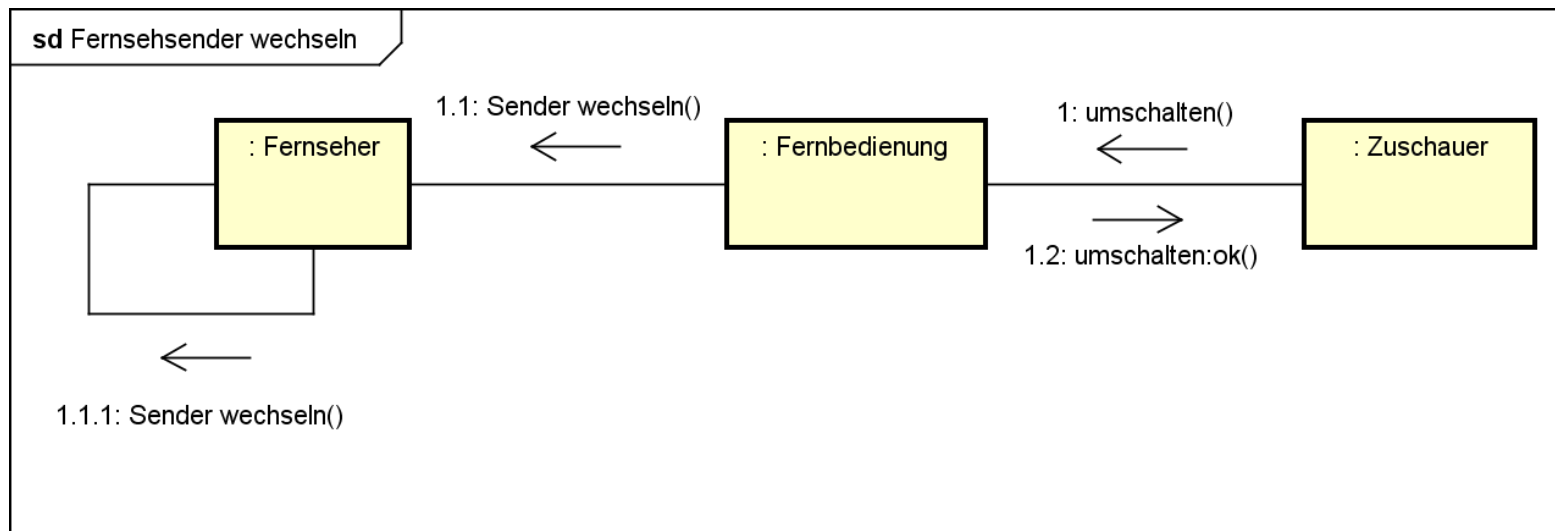 sd Fernsehsender wechseln
1.1: Sender wechseln()
1: umschalten()
: Fernseher
: Fernbedienung
: Zuschauer
1.2: umschalten:ok()
1.1.1: Sender wechseln()